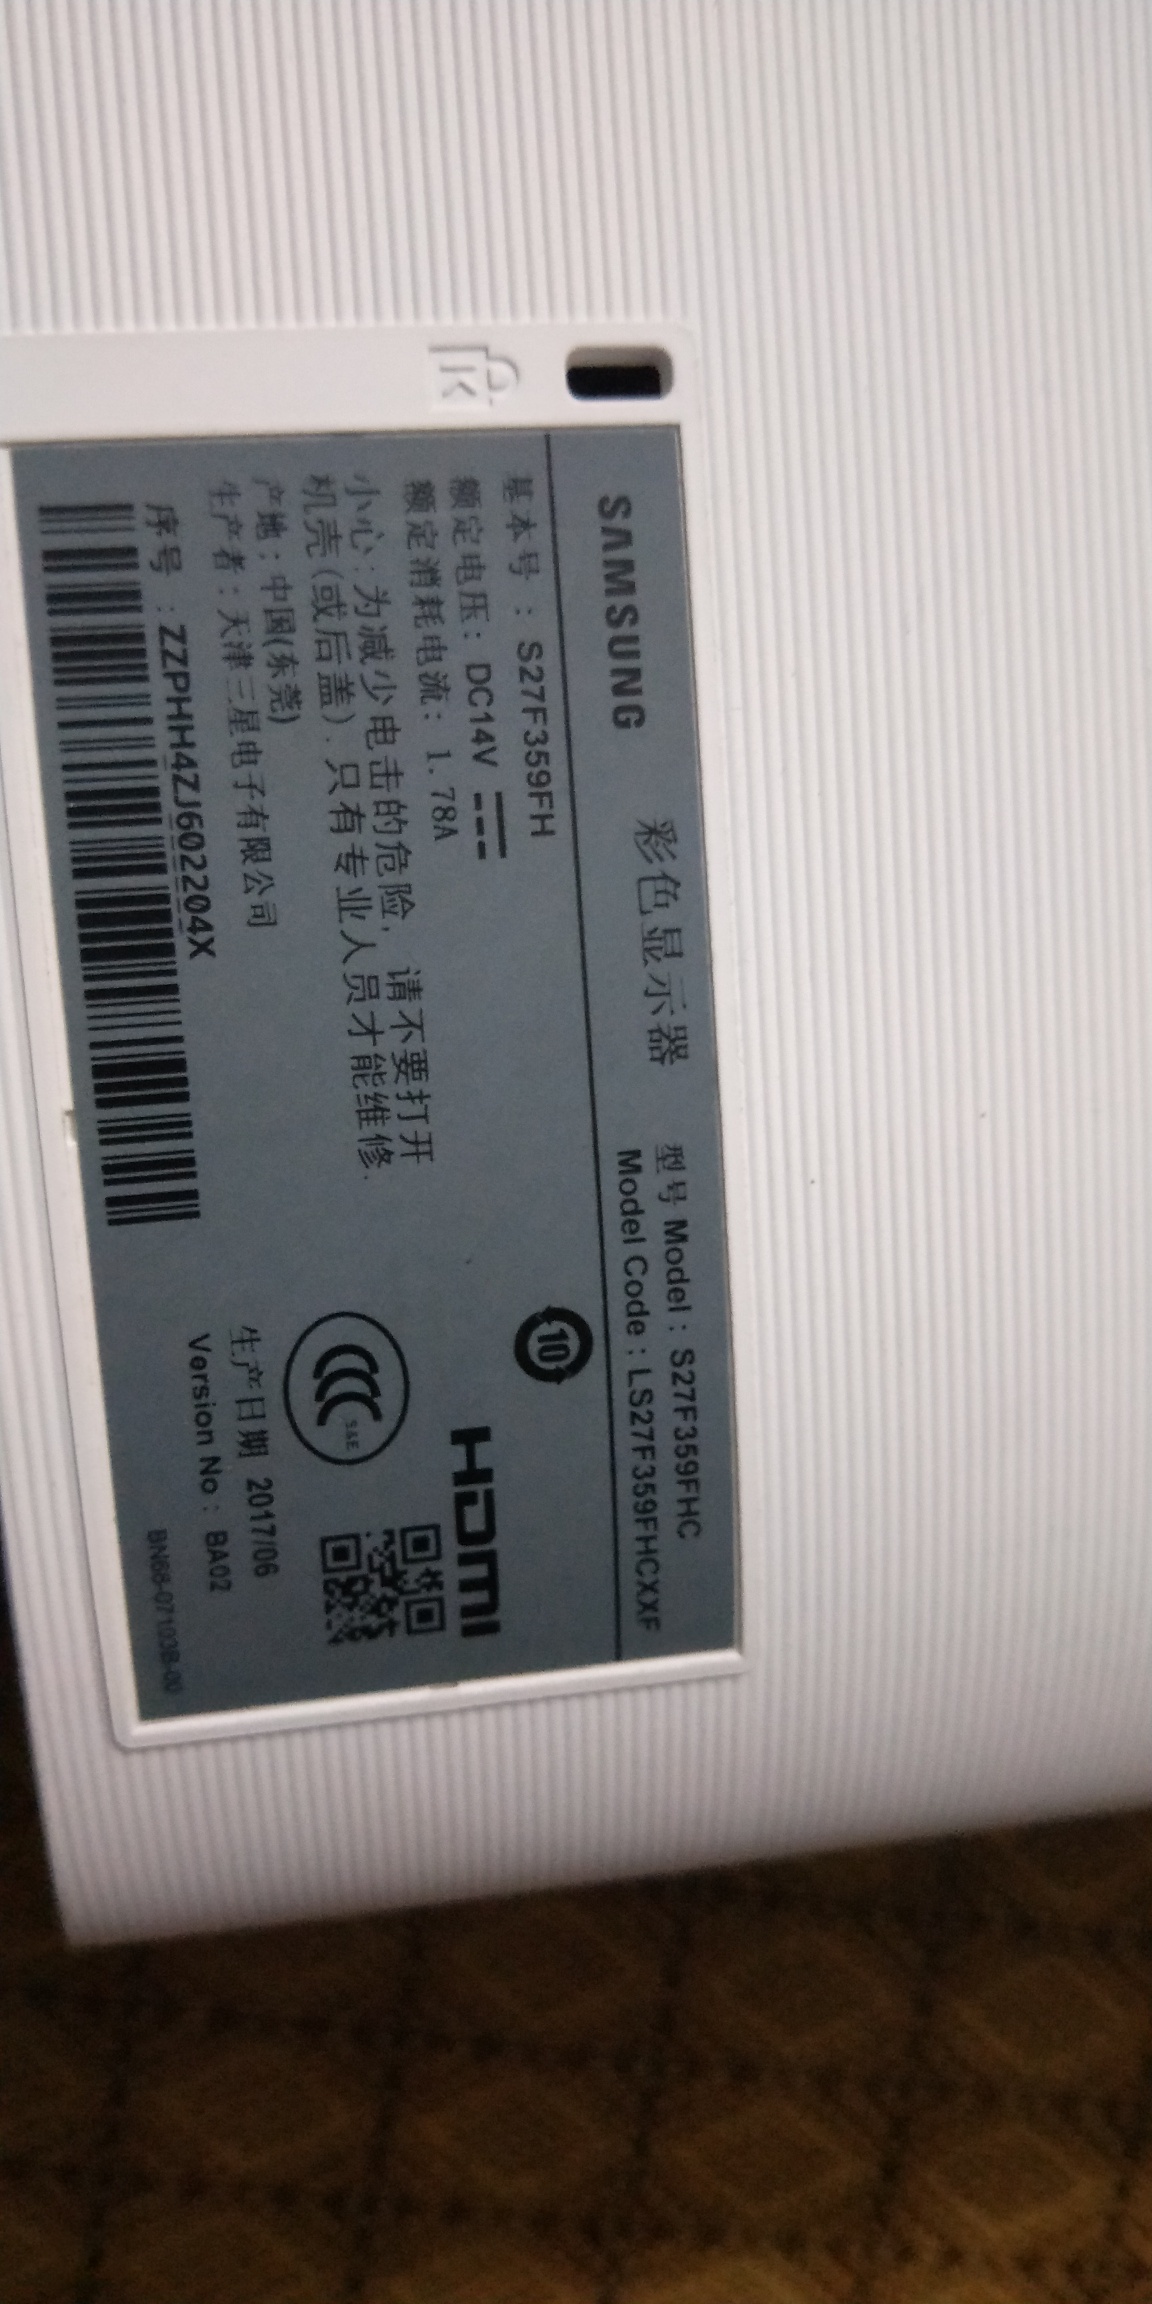 SAMSUNG 彩色显示器
型号 Model : S27F359FHC
Model Code : LS27F359FHCXXF
基本号 : S27F359FH
额定电压: DC14V
额定消耗电流: 1.78A
小心: 为减少电击的危险, 请不要打开
机壳(或后盖). 只有专业人员才能维修.
产地: 中国(东莞)
生产者: 天津三星电子有限公司
序号 : ZZPHH4ZJ602204X
10
HDMI
S&E
生产日期 2017/06
Version No : BA02
K